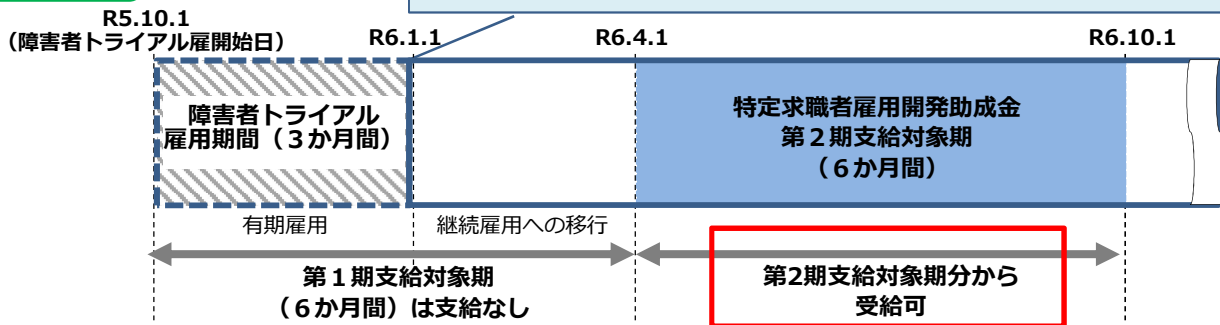 R5.10.1
（障害者トライアル雇開始日）
R6.1.1
R6.4.1
R6.10.1
障害者トライアル
雇用期間（３か月間）
特定求職者雇用開発助成金
第２期支給対象期
（６か月間）
有期雇用
継続雇用への移行
第１期支給対象期
（６か月間）は支給なし
第2期支給対象期分から
受給可